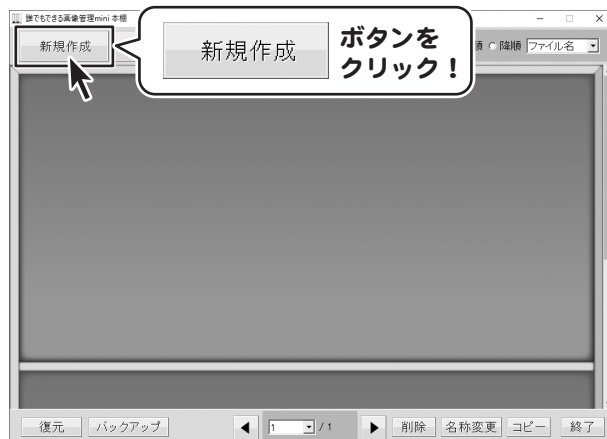 誰でもできる画像管理mini 本棚
新規作成
新規作成
ボタンを
クリック！
順 降順 ファイル名
復元 バックアップ 1 / 1 削除 名称変更 コピー 終了